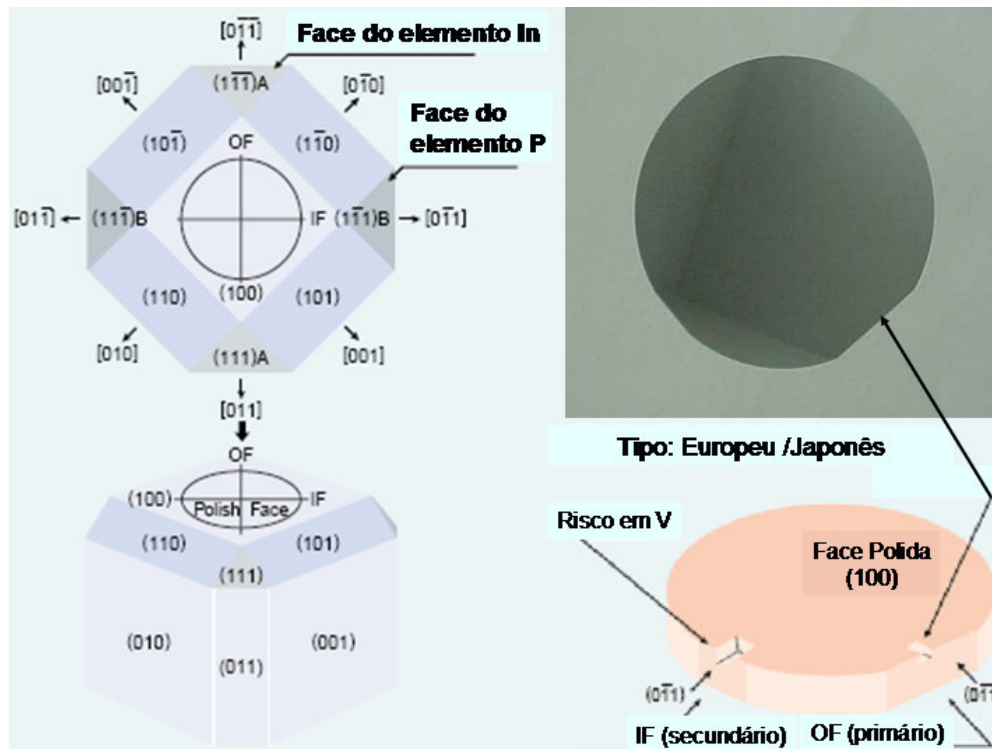 [01̄1̄]
Face do elemento In
[001̄]
(11̄1̄)A
[01̄0]
(101̄)
OF
(11̄0)
Face do
elemento P
[011̄]
(111̄)B
IF
(11̄1)B
[01̄1]
(110)
(100)
(101)
[010]
(111)A
[001]
[011]
OF
(100)
IF
Polish Face
(110)
(101)
(111)
(010)
(001)
(011)
Tipo: Europeu /Japonês
Risco em V
Face Polida
(100)
(01̄1)
(01̄1̄
IF (secundário)
OF (primário)